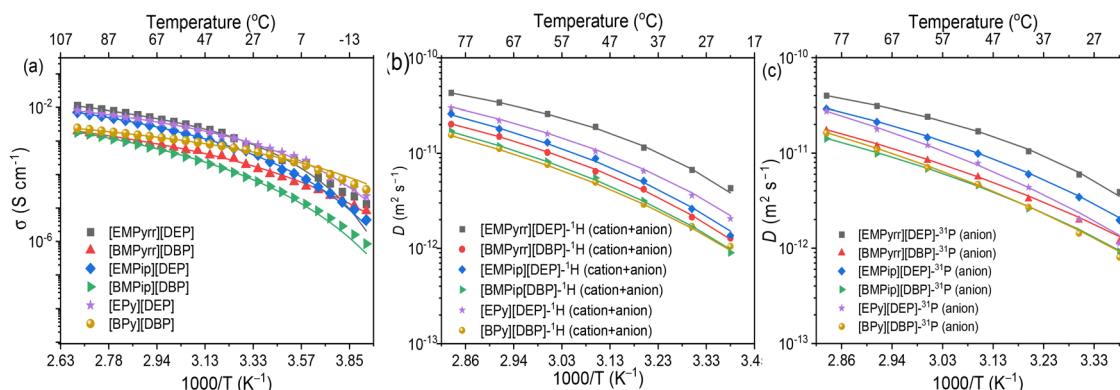 Temperature (°C)
107 87 67 47 27 7 -13
(a)
10⁻²
10⁻⁶
σ (S cm⁻¹)
[EMPyrr][DEP]
[BMPyrr][DBP]
[EMPip][DEP]
[BMPip][DBP]
[EPy][DEP]
[BPy][DBP]
2.63 2.78 2.94 3.13 3.33 3.57 3.85
1000/T (K⁻¹)
Temperature (°C)
77 67 57 47 37 27 17
(b)
10⁻¹⁰
10⁻¹¹
10⁻¹²
10⁻¹³
D (m² s⁻¹)
[EMPyrr][DEP]-¹H (cation+anion)
[BMPyrr][DBP]-¹H (cation+anion)
[EMPip][DEP]-¹H (cation+anion)
[BMPip[DBP]-¹H (cation+anion)
[EPy][DEP]-¹H (cation+anion)
[BPy][DBP]-¹H (cation+anion)
2.86 2.94 3.03 3.13 3.23 3.33
1000/T (K⁻¹)
Temperature (°C)
77 67 57 47 37 27
(c)
10⁻¹⁰
10⁻¹¹
10⁻¹²
10⁻¹³
D (m² s⁻¹)
[EMPyrr][DEP]-³¹P (anion)
[BMPyrr][DBP]-³¹P (anion)
[EMPip][DEP]-³¹P (anion)
[BMPip[DBP]-³¹P (anion)
[EPy][DEP]-³¹P (anion)
[BPy][DBP]-³¹P (anion)
2.86 2.94 3.03 3.13 3.23 3.33
1000/T (K⁻¹)